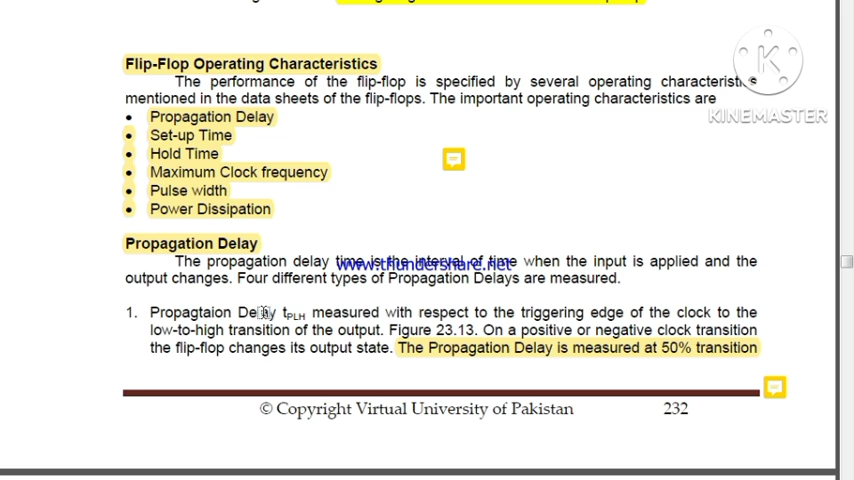 K
KINEMASTER
Flip-Flop Operating Characteristics
The performance of the flip-flop is specified by several operating characteristics
mentioned in the data sheets of the flip-flops. The important operating characteristics are
• Propagation Delay
• Set-up Time
• Hold Time
• Maximum Clock frequency
• Pulse width
• Power Dissipation
Propagation Delay
The propagation delay time is the interval of time when the input is applied and the
www.thundershare.net
output changes. Four different types of Propagation Delays are measured.
1. Propagtaion Delay tPLH measured with respect to the triggering edge of the clock to the
low-to-high transition of the output. Figure 23.13. On a positive or negative clock transition
the flip-flop changes its output state. The Propagation Delay is measured at 50% transition
© Copyright Virtual University of Pakistan 232